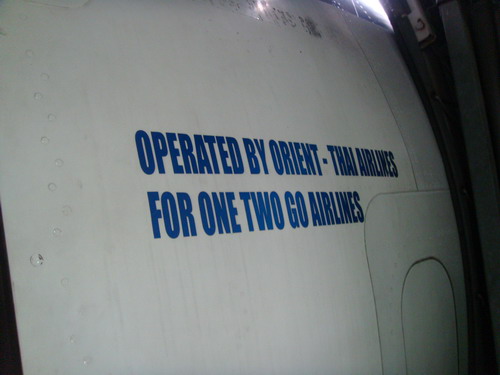 OPERATED BY ORIENT - THAI AIRLINES
FOR ONE TWO GO AIRLINES